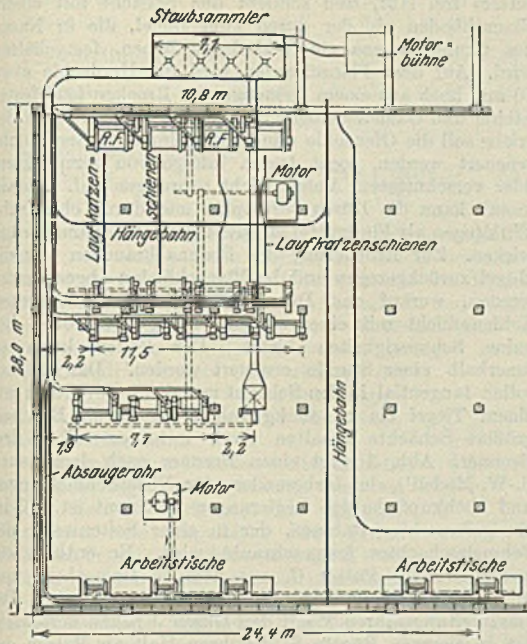 Staubsammler
7,7
Motor-
bühne
10,8 m
R.F.
R.F.
Motor
Laufkatzen=
schienen
Hängebahn
Laufkatzenschienen
28,0 m
2,2
11,5
1,9
7,7
2,2
Hängebahn
Absaugerohr
Motor
Arbeitstische
Arbeitstische
24,4 m